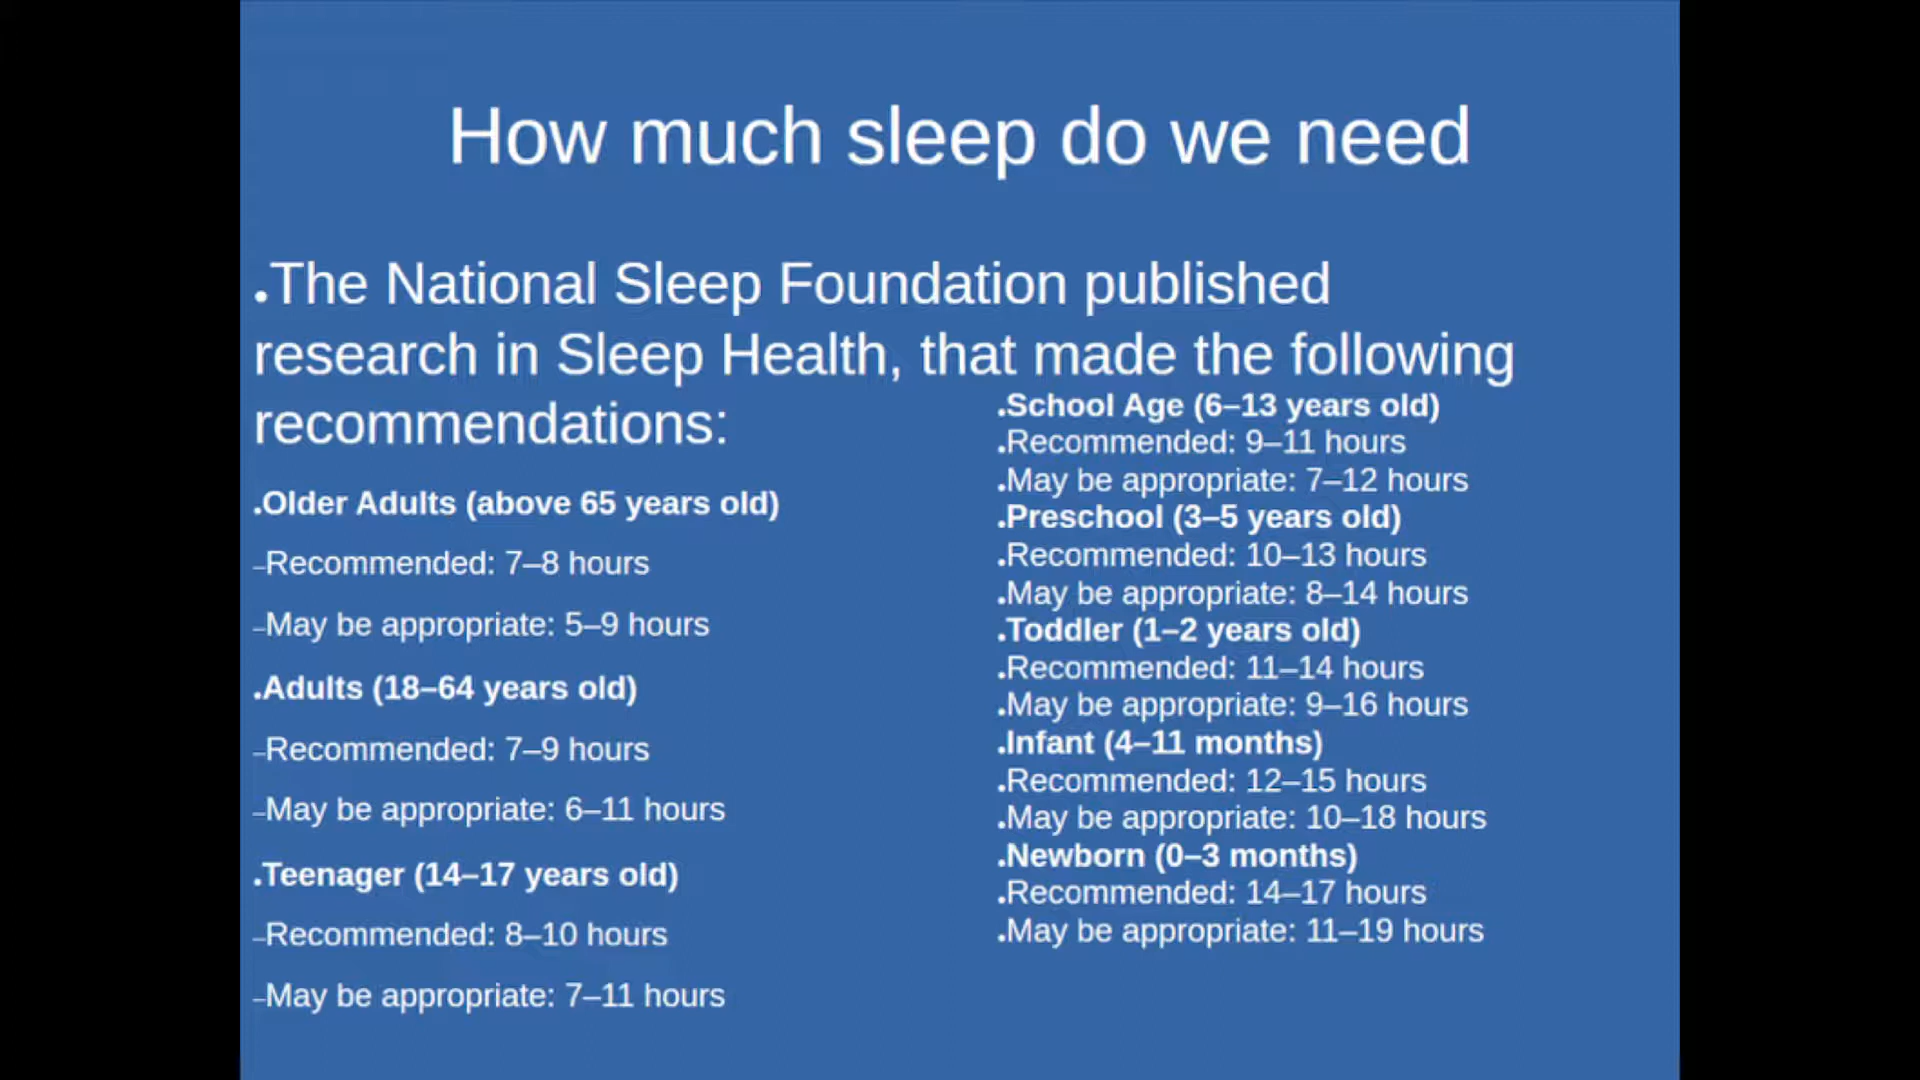 How much sleep do we need
.The National Sleep Foundation published
research in Sleep Health, that made the following
recommendations:
.Older Adults (above 65 years old)
–Recommended: 7–8 hours
–May be appropriate: 5–9 hours
.Adults (18–64 years old)
–Recommended: 7–9 hours
–May be appropriate: 6–11 hours
.Teenager (14–17 years old)
–Recommended: 8–10 hours
–May be appropriate: 7–11 hours
.School Age (6–13 years old)
.Recommended: 9–11 hours
.May be appropriate: 7–12 hours
.Preschool (3–5 years old)
.Recommended: 10–13 hours
.May be appropriate: 8–14 hours
.Toddler (1–2 years old)
.Recommended: 11–14 hours
.May be appropriate: 9–16 hours
.Infant (4–11 months)
.Recommended: 12–15 hours
.May be appropriate: 10–18 hours
.Newborn (0–3 months)
.Recommended: 14–17 hours
.May be appropriate: 11–19 hours